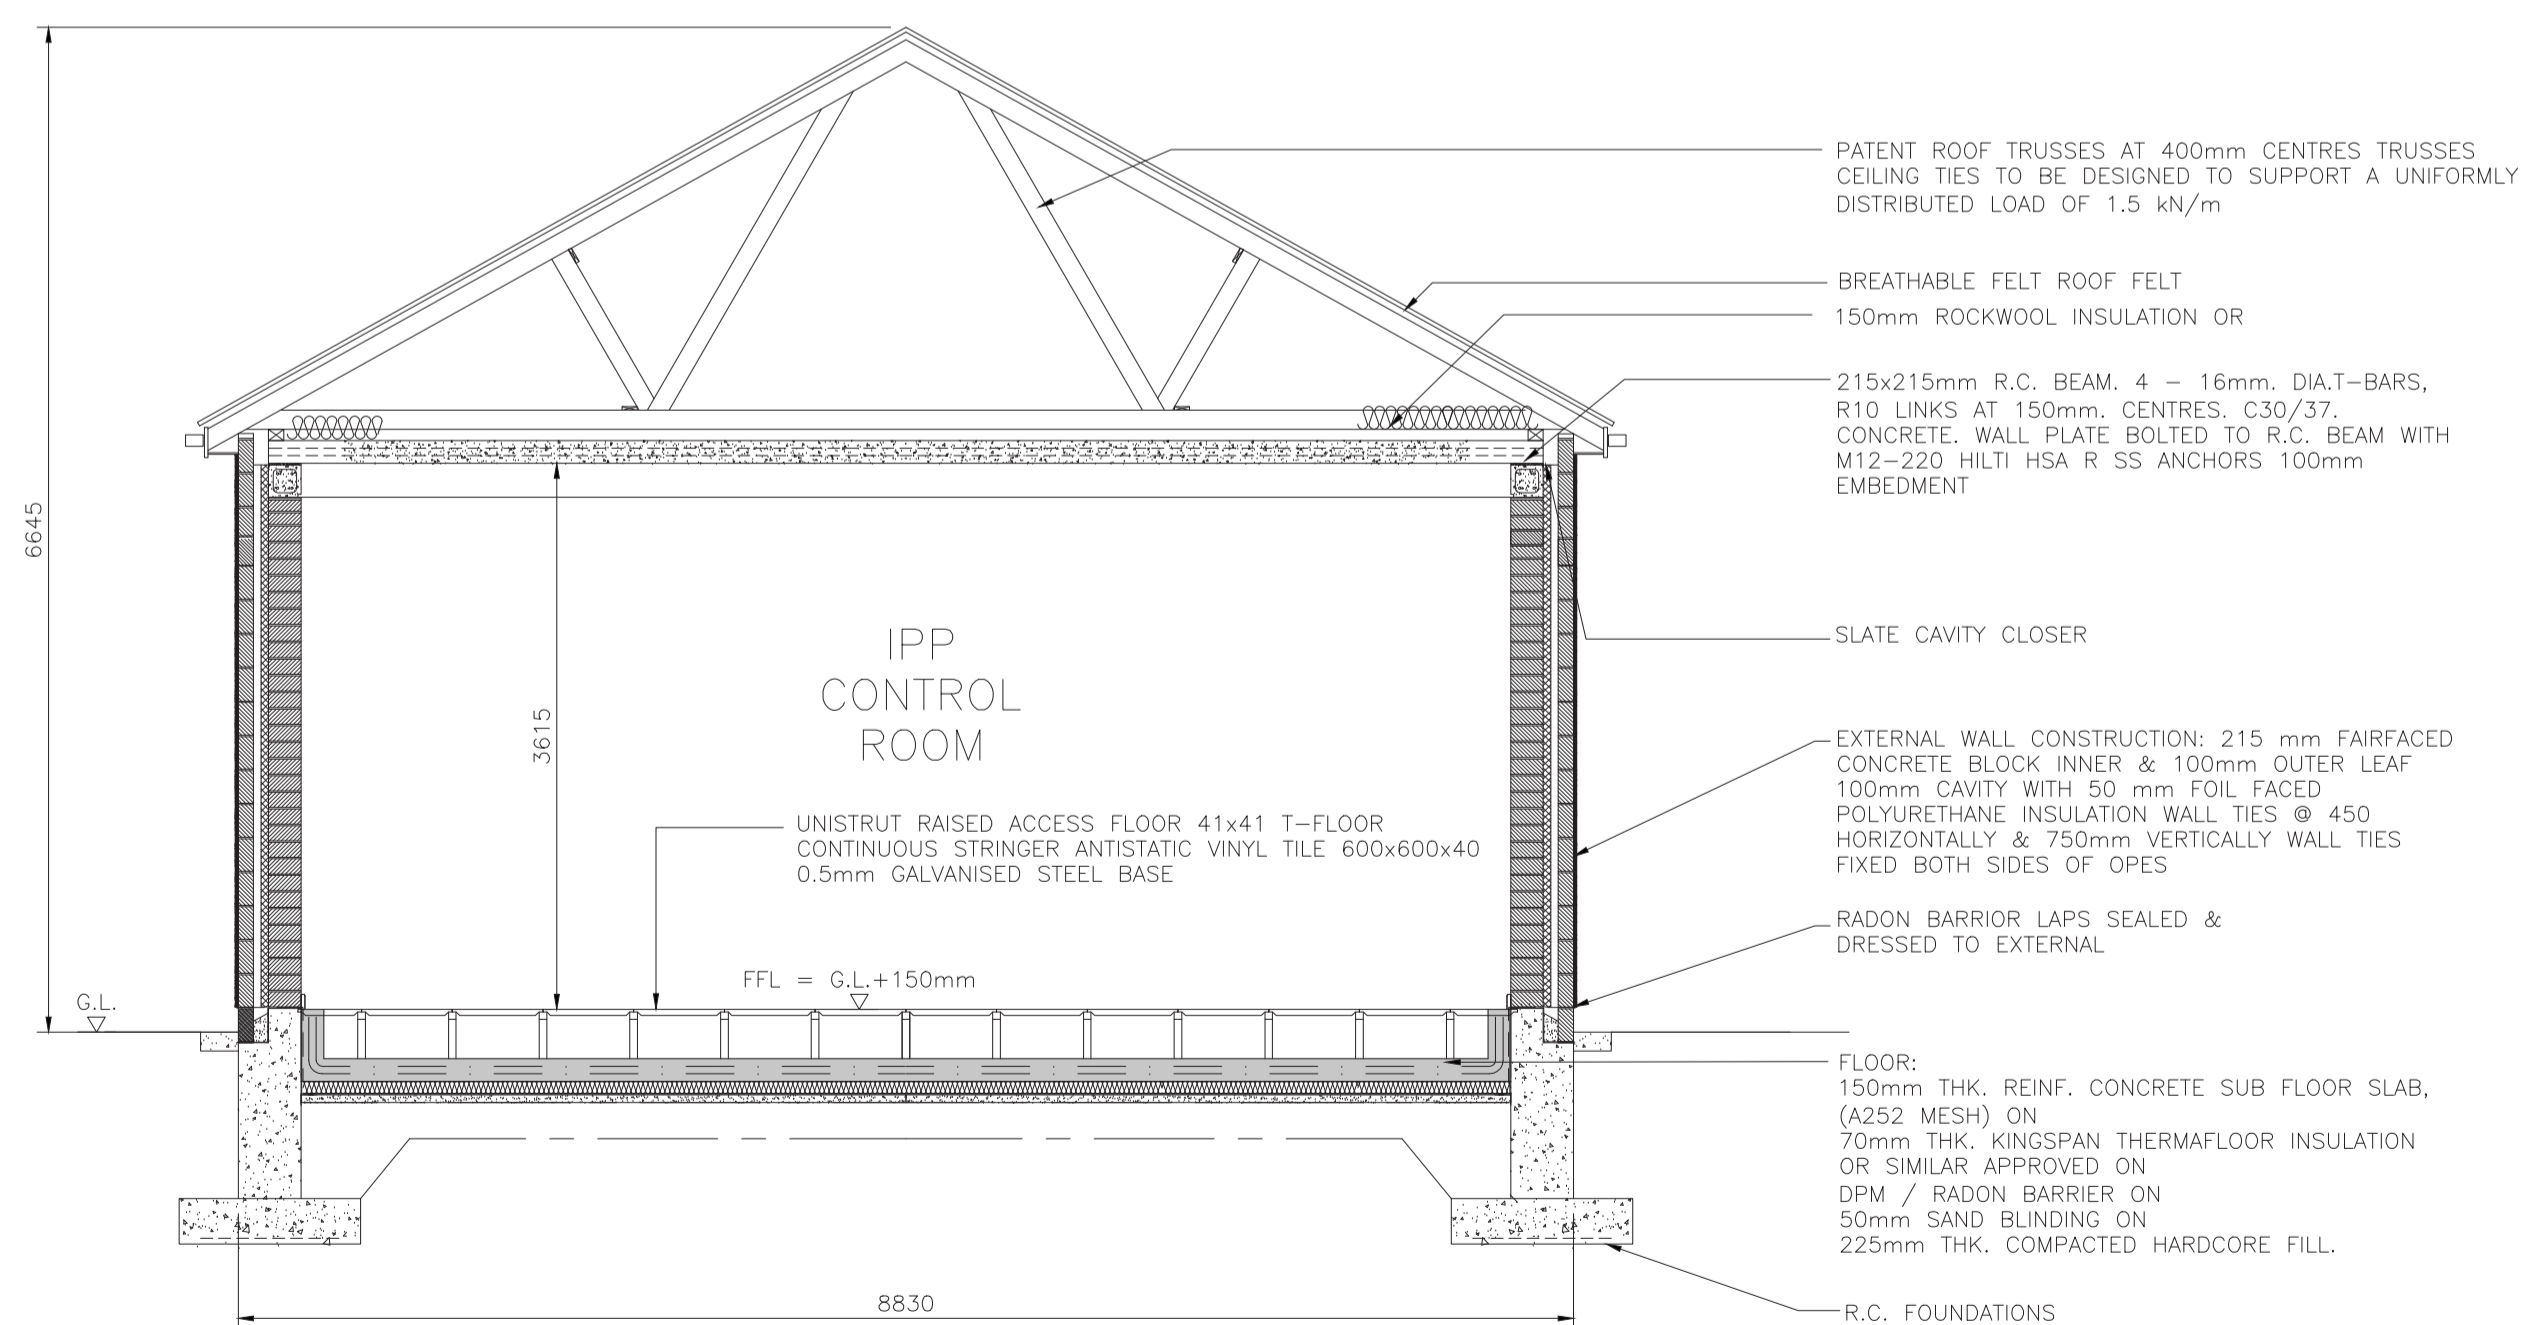 PATENT ROOF TRUSSES AT 400mm CENTRES TRUSSES
CEILING TIES TO BE DESIGNED TO SUPPORT A UNIFORMLY
DISTRIBUTED LOAD OF 1.5 kN/m
BREATHABLE FELT ROOF FELT
150mm ROCKWOOL INSULATION OR
215x215mm R.C. BEAM. 4 – 16mm. DIA.T–BARS,
R10 LINKS AT 150mm. CENTRES. C30/37.
CONCRETE. WALL PLATE BOLTED TO R.C. BEAM WITH
M12–220 HILTI HSA R SS ANCHORS 100mm
EMBEDMENT
6645
SLATE CAVITY CLOSER
IPP
CONTROL
ROOM
3615
EXTERNAL WALL CONSTRUCTION: 215 mm FAIRFACED
CONCRETE BLOCK INNER & 100mm OUTER LEAF
100mm CAVITY WITH 50 mm FOIL FACED
POLYURETHANE INSULATION WALL TIES @ 450
HORIZONTALLY & 750mm VERTICALLY WALL TIES
FIXED BOTH SIDES OF OPES
UNISTRUT RAISED ACCESS FLOOR 41x41 T–FLOOR
CONTINUOUS STRINGER ANTISTATIC VINYL TILE 600x600x40
0.5mm GALVANISED STEEL BASE
RADON BARRIOR LAPS SEALED &
DRESSED TO EXTERNAL
FFL = G.L.+150mm
G.L.
FLOOR:
150mm THK. REINF. CONCRETE SUB FLOOR SLAB,
(A252 MESH) ON
70mm THK. KINGSPAN THERMAFLOOR INSULATION
OR SIMILAR APPROVED ON
DPM / RADON BARRIER ON
50mm SAND BLINDING ON
225mm THK. COMPACTED HARDCORE FILL.
8830
R.C. FOUNDATIONS